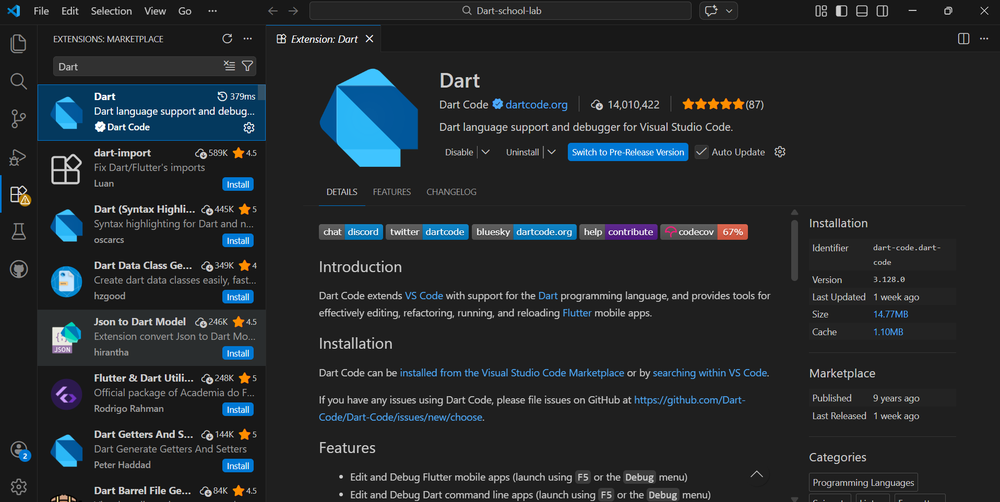 File Edit Selection View Go ···
Dart-school-lab
EXTENSIONS: MARKETPLACE
Dart
Dart 379ms
Dart language support and debug...
Dart Code
dart-import 589K 4.5
Fix Dart/Flutter's imports
Luan Install
Dart (Syntax Highli... 445K 5
Syntax highlighting for Dart and n...
oscarcs Install
Dart Data Class Ge... 349K 4
Create dart data classes easily, fast...
hzgood Install
Json to Dart Model 246K 4.5
Extension convert Json to Dart Mo...
hirantha Install
JSON
Flutter & Dart Utili... 248K 5
Official package of Academia do F...
Rodrigo Rahman Install
Dart Getters And S... 144K 5
Dart Generate Getters And Setters
Peter Haddad Install
Dart Barrel File Ge... 84K 4.5
2
Extension: Dart
Dart
Dart Code dartcode.org 14,010,422 (87)
Dart language support and debugger for Visual Studio Code.
Disable Uninstall Switch to Pre-Release Version Auto Update
DETAILS FEATURES CHANGELOG
chat discord twitter dartcode bluesky dartcode.org help contribute codecov 67%
Introduction
Dart Code extends VS Code with support for the Dart programming language, and provides tools for
effectively editing, refactoring, running, and reloading Flutter mobile apps.
Installation
Dart Code can be installed from the Visual Studio Code Marketplace or by searching within VS Code.
If you have any issues using Dart Code, please file issues on GitHub at https://github.com/Dart-
Code/Dart-Code/issues/new/choose.
Features
• Edit and Debug Flutter mobile apps (launch using F5 or the Debug menu)
• Edit and Debug Dart command line apps (launch using F5 or the Debug menu)
Installation
Identifier dart-code.dart-
code
Version 3.128.0
Last Updated 1 week ago
Size 14.77MB
Cache 1.10MB
Marketplace
Published 9 years ago
Last Released 1 week ago
Categories
Programming Languages